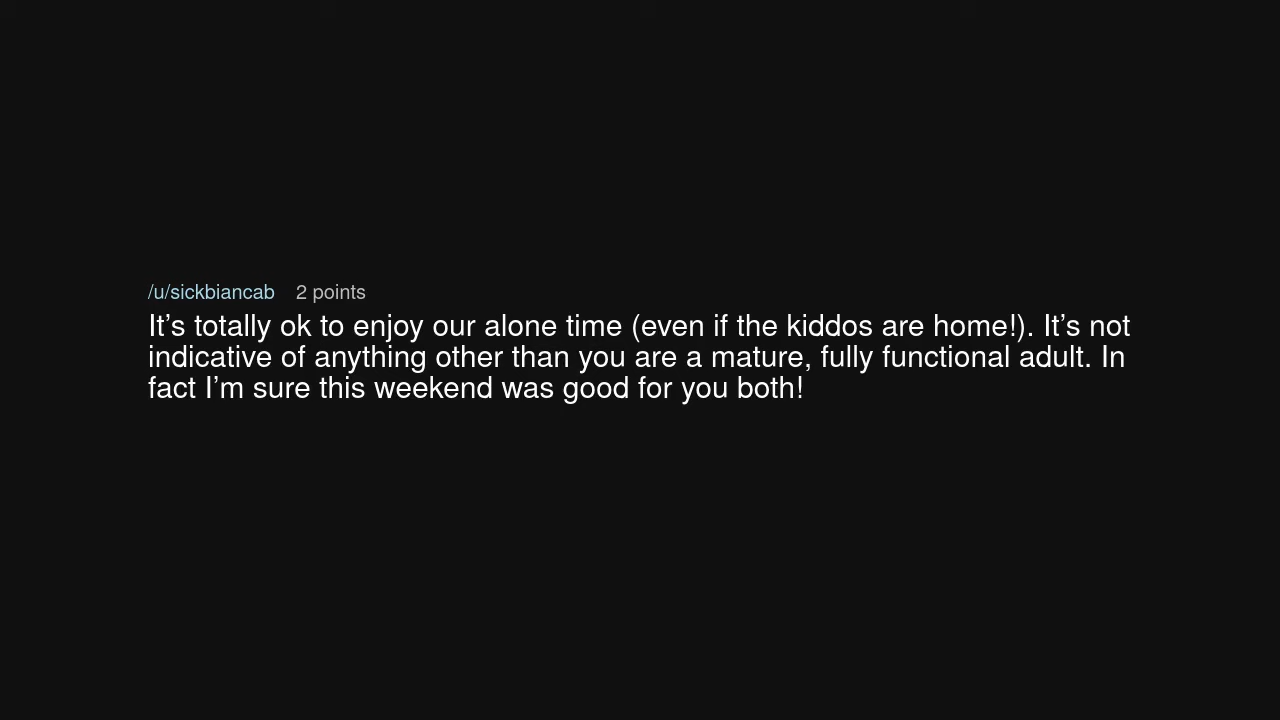 /u/sickbiancab 2 points
It’s totally ok to enjoy our alone time (even if the kiddos are home!). It’s not
indicative of anything other than you are a mature, fully functional adult. In
fact I’m sure this weekend was good for you both!